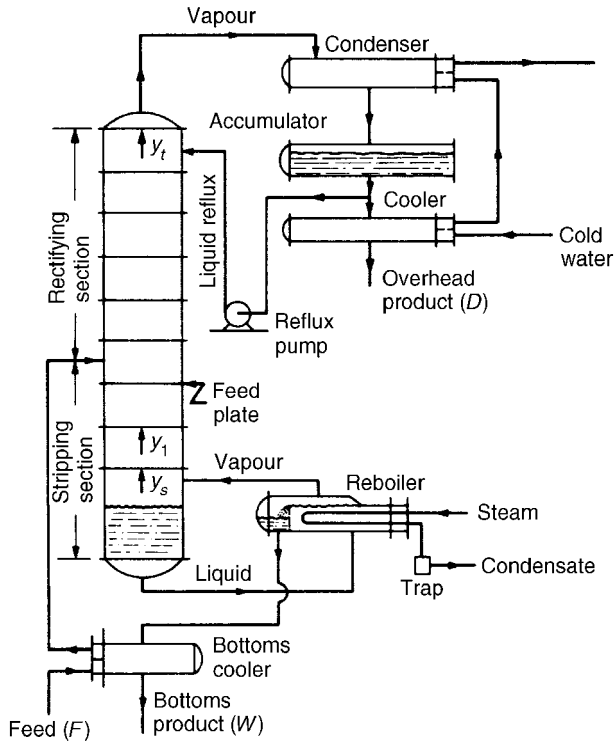 Vapour
Condenser
Accumulator
y_t
Liquid reflux
Cooler
Cold
water
Overhead
product (D)
Rectifying
section
Reflux
pump
Feed
plate
Stripping
section
y_1
Vapour
y_s
Reboiler
Steam
Liquid
Trap
Condensate
Bottoms
cooler
Feed (F)
Bottoms
product (W)